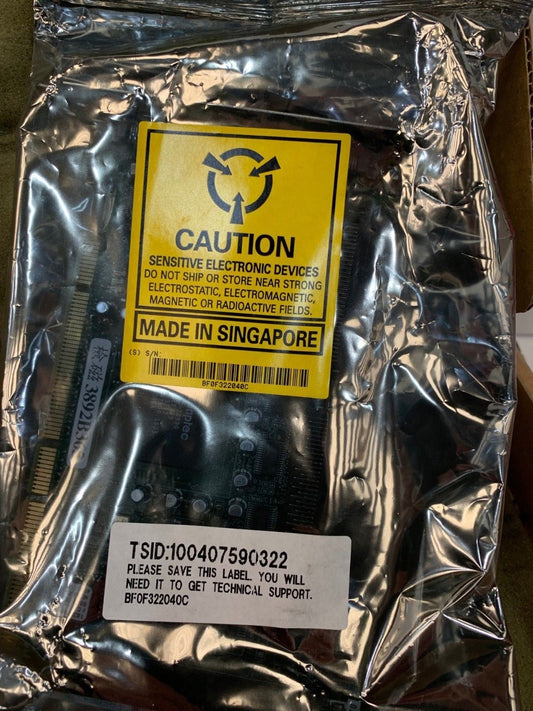 CAUTION
SENSITIVE ELECTRONIC DEVICES
DO NOT SHIP OR STORE NEAR STRONG
ELECTROSTATIC, ELECTROMAGNETIC,
MAGNETIC OR RADIOACTIVE FIELDS.
MADE IN SINGAPORE
(S) S/N:
BF0F322040C
TSID:100407590322
PLEASE SAVE THIS LABEL. YOU WILL
NEED IT TO GET TECHNICAL SUPPORT.
BF0F322040C